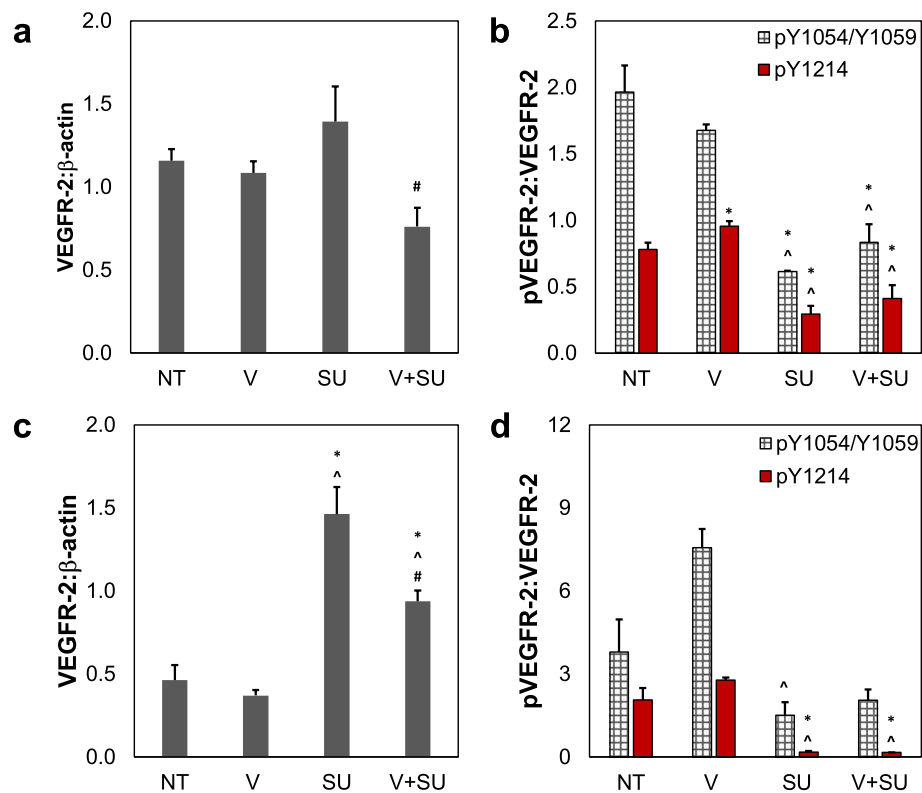 a
VEGFR-2:β-actin
2.0
1.5
1.0
0.5
0.0
#
NT V SU V+SU
b
pVEGFR-2:VEGFR-2
2.5
2.0
1.5
1.0
0.5
0.0
pY1054/Y1059
pY1214
*
*
^
*
^
*
^
*
^
NT V SU V+SU
c
VEGFR-2:β-actin
2.0
1.5
1.0
0.5
0.0
*
^
*
^
#
NT V SU V+SU
d
pVEGFR-2:VEGFR-2
12
9
6
3
0
pY1054/Y1059
pY1214
^
*
^
*
^
NT V SU V+SU